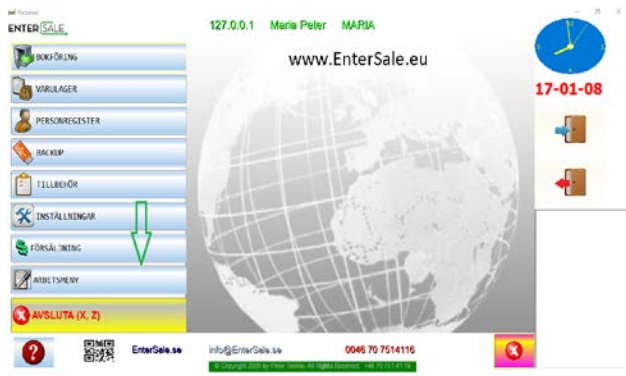 Personal
ENTER SALE
127.0.0.1 Maria Peter MARIA
www.EnterSale.eu
17-01-08
BOKFÖRING
VARULAGER
PERSONREGISTER
BACKUP
TILLBEHÖR
INSTÄLLNINGAR
FÖRSÄLJNING
ARBETSMENY
AVSLUTA (X, Z)
EnterSale.se
info@EnterSale.se
0046 70 7514116